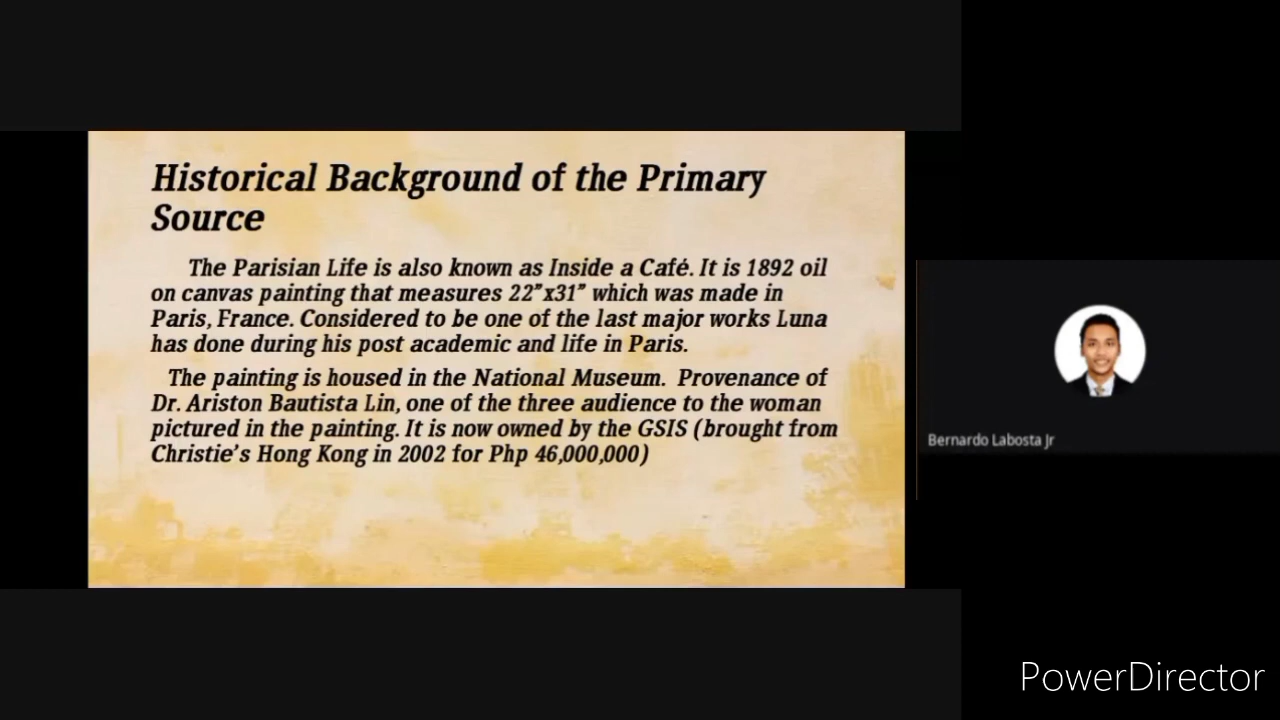 Historical Background of the Primary
Source
The Parisian Life is also known as Inside a Café. It is 1892 oil
on canvas painting that measures 22”x31” which was made in
Paris, France. Considered to be one of the last major works Luna
has done during his post academic and life in Paris.
The painting is housed in the National Museum. Provenance of
Dr. Ariston Bautista Lin, one of the three audience to the woman
pictured in the painting. It is now owned by the GSIS (brought from
Christie’s Hong Kong in 2002 for Php 46,000,000)
Bernardo Labosta Jr
PowerDirector